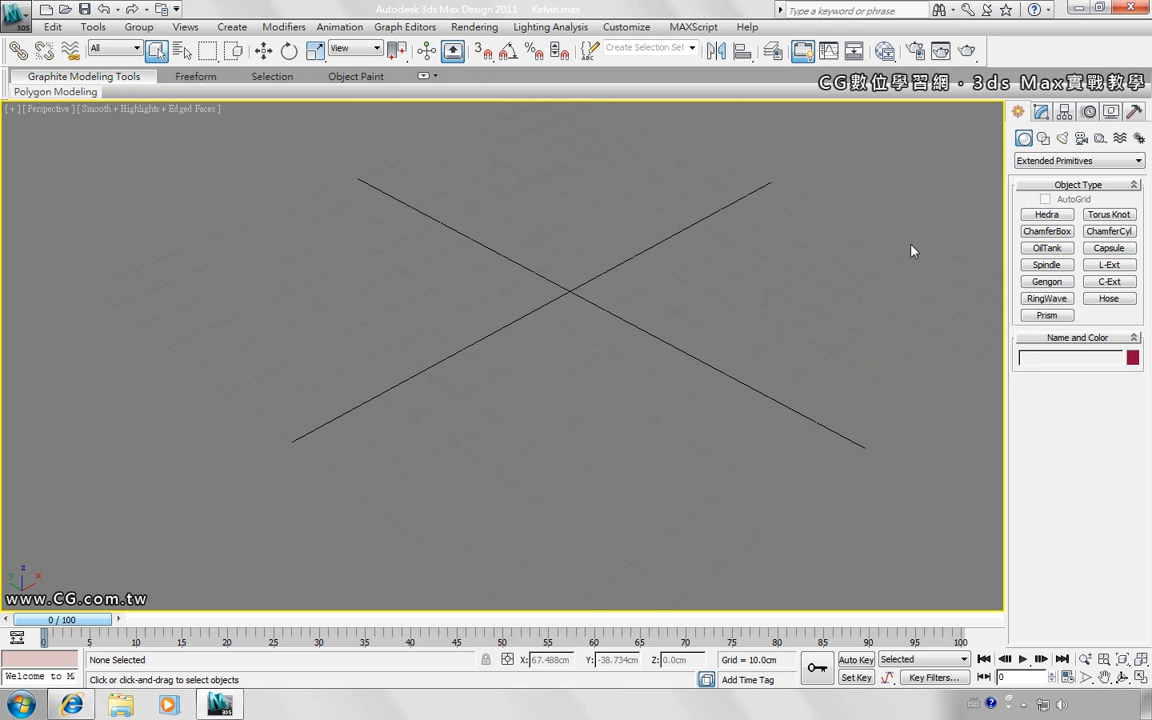 Autodesk 3ds Max Design 2011 Kelvin.max
Type a keyword or phrase
3DS
Edit Tools Group Views Create Modifiers Animation Graph Editors Rendering Lighting Analysis Customize MAXScript Help
All View 3 Create Selection Sel
Graphite Modeling Tools Freeform Selection Object Paint
Polygon Modeling
CG數位學習網・3ds Max實戰教學
[ + ] [ Perspective ] [ Smooth + Highlights + Edged Faces ]
Extended Primitives
Object Type
AutoGrid
Hedra Torus Knot
ChamferBox ChamferCyl
OilTank Capsule
Spindle L-Ext
Gengon C-Ext
RingWave Hose
Prism
Name and Color
z
y x
www.CG.com.tw
0 / 100
0 5 10 15 20 25 30 35 40 45 50 55 60 65 70 75 80 85 90 95 100
None Selected X: 67.488cm Y: -38.734cm Z: 0.0cm Grid = 10.0cm Auto Key Selected
Welcome to M Click or click-and-drag to select objects Add Time Tag Set Key Key Filters... 0